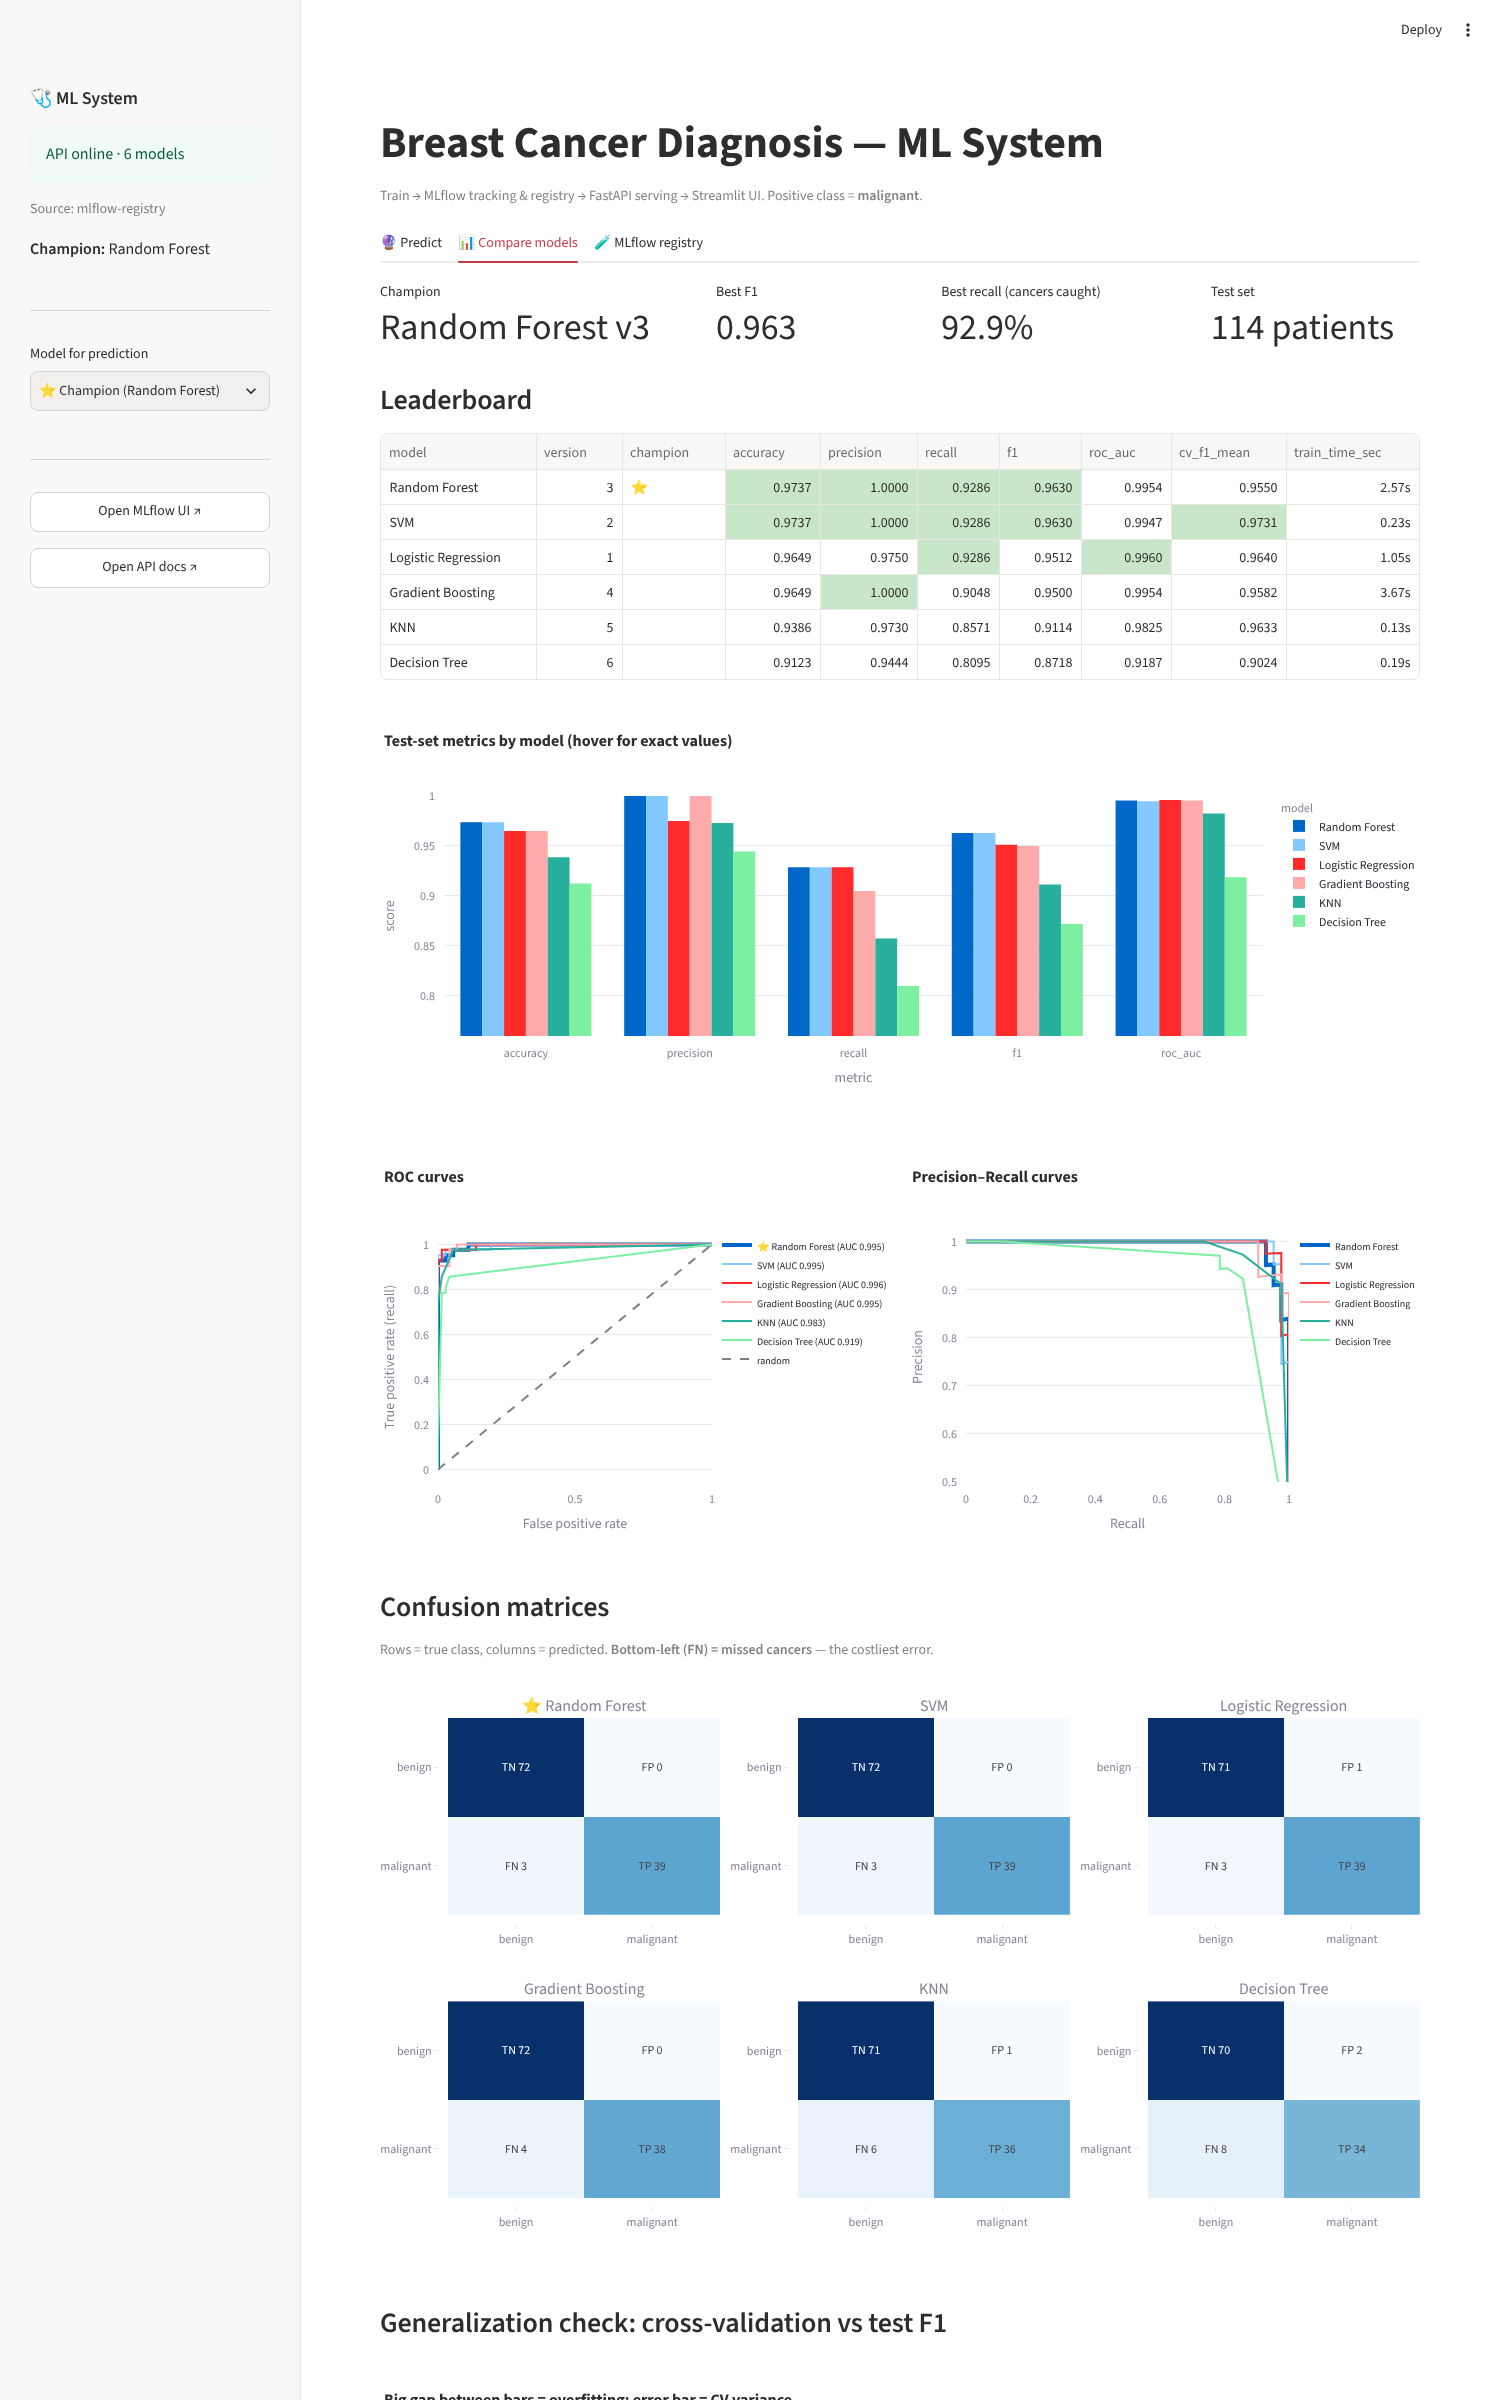 Deploy
🩺 ML System
API online · 6 models
Source: mlflow-registry
Champion: Random Forest
Model for prediction
⭐ Champion (Random Forest)
Open MLflow UI ↗
Open API docs ↗
Breast Cancer Diagnosis — ML System
Train → MLflow tracking & registry → FastAPI serving → Streamlit UI. Positive class = malignant.
🔮 Predict 📊 Compare models 🧪 MLflow registry
Champion Best F1 Best recall (cancers caught) Test set
Random Forest v3 0.963 92.9% 114 patients
Leaderboard
model version champion accuracy precision recall f1 roc_auc cv_f1_mean train_time_sec
Random Forest 3 ⭐ 0.9737 1.0000 0.9286 0.9630 0.9954 0.9550 2.57s
SVM 2 0.9737 1.0000 0.9286 0.9630 0.9947 0.9731 0.23s
Logistic Regression 1 0.9649 0.9750 0.9286 0.9512 0.9960 0.9640 1.05s
Gradient Boosting 4 0.9649 1.0000 0.9048 0.9500 0.9954 0.9582 3.67s
KNN 5 0.9386 0.9730 0.8571 0.9114 0.9825 0.9633 0.13s
Decision Tree 6 0.9123 0.9444 0.8095 0.8718 0.9187 0.9024 0.19s
Test-set metrics by model (hover for exact values)
1
0.95
0.9
0.85
0.8
score
accuracy precision recall f1 roc_auc
metric
model
Random Forest
SVM
Logistic Regression
Gradient Boosting
KNN
Decision Tree
ROC curves
1
0.8
0.6
0.4
0.2
0
True positive rate (recall)
0 0.5 1
False positive rate
⭐ Random Forest (AUC 0.995)
SVM (AUC 0.995)
Logistic Regression (AUC 0.996)
Gradient Boosting (AUC 0.995)
KNN (AUC 0.983)
Decision Tree (AUC 0.919)
random
Precision–Recall curves
1
0.9
0.8
0.7
0.6
0.5
Precision
0 0.2 0.4 0.6 0.8 1
Recall
Random Forest
SVM
Logistic Regression
Gradient Boosting
KNN
Decision Tree
Confusion matrices
Rows = true class, columns = predicted. Bottom-left (FN) = missed cancers — the costliest error.
⭐ Random Forest
benign TN 72 FP 0
malignant FN 3 TP 39
benign malignant
SVM
benign TN 72 FP 0
malignant FN 3 TP 39
benign malignant
Logistic Regression
benign TN 71 FP 1
malignant FN 3 TP 39
benign malignant
Gradient Boosting
benign TN 72 FP 0
malignant FN 4 TP 38
benign malignant
KNN
benign TN 71 FP 1
malignant FN 6 TP 36
benign malignant
Decision Tree
benign TN 70 FP 2
malignant FN 8 TP 34
benign malignant
Generalization check: cross-validation vs test F1
Big gap between bars = overfitting; error bar = CV variance